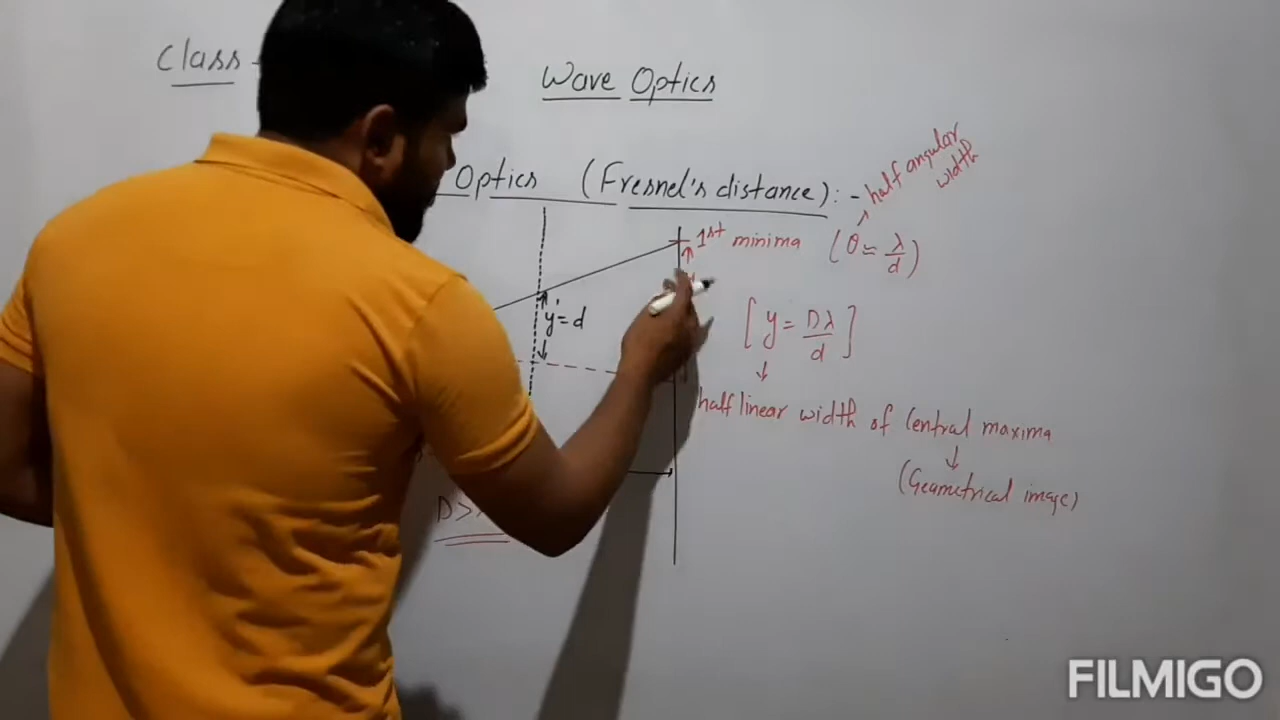 Class -
Wave Optics
Optics (Fresnel's distance) : -
half angular
width
1st minima (θ ≈ λ/d)
y' = d
[y = Dλ/d]
half linear width of Central maxima
(Geometrical image)
D >
FILMIGO